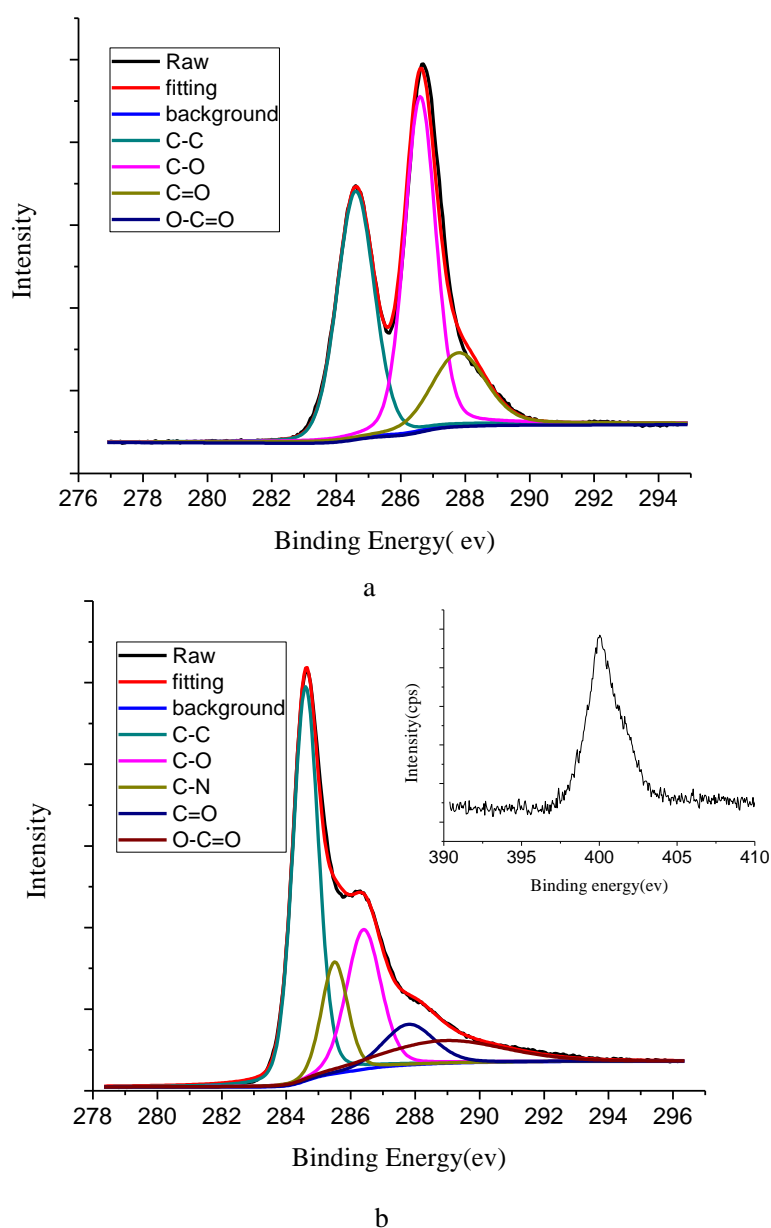 Raw
fitting
background
C-C
C-O
C=O
O-C=O
Intensity
276 278 280 282 284 286 288 290 292 294
Binding Energy( ev)
a
Raw
fitting
background
C-C
C-O
C-N
C=O
O-C=O
Intensity
Intensity(cps)
390 395 400 405 410
Binding energy(ev)
278 280 282 284 286 288 290 292 294 296
Binding Energy(ev)
b